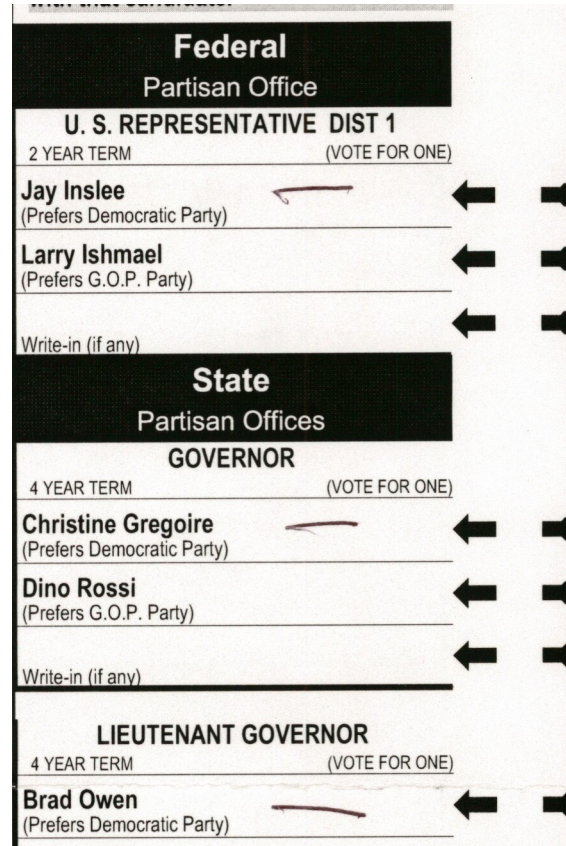 with that candidate.
Federal
Partisan Office
U. S. REPRESENTATIVE DIST 1
2 YEAR TERM (VOTE FOR ONE)
Jay Inslee
(Prefers Democratic Party)
Larry Ishmael
(Prefers G.O.P. Party)
Write-in (if any)
State
Partisan Offices
GOVERNOR
4 YEAR TERM (VOTE FOR ONE)
Christine Gregoire
(Prefers Democratic Party)
Dino Rossi
(Prefers G.O.P. Party)
Write-in (if any)
LIEUTENANT GOVERNOR
4 YEAR TERM (VOTE FOR ONE)
Brad Owen
(Prefers Democratic Party)